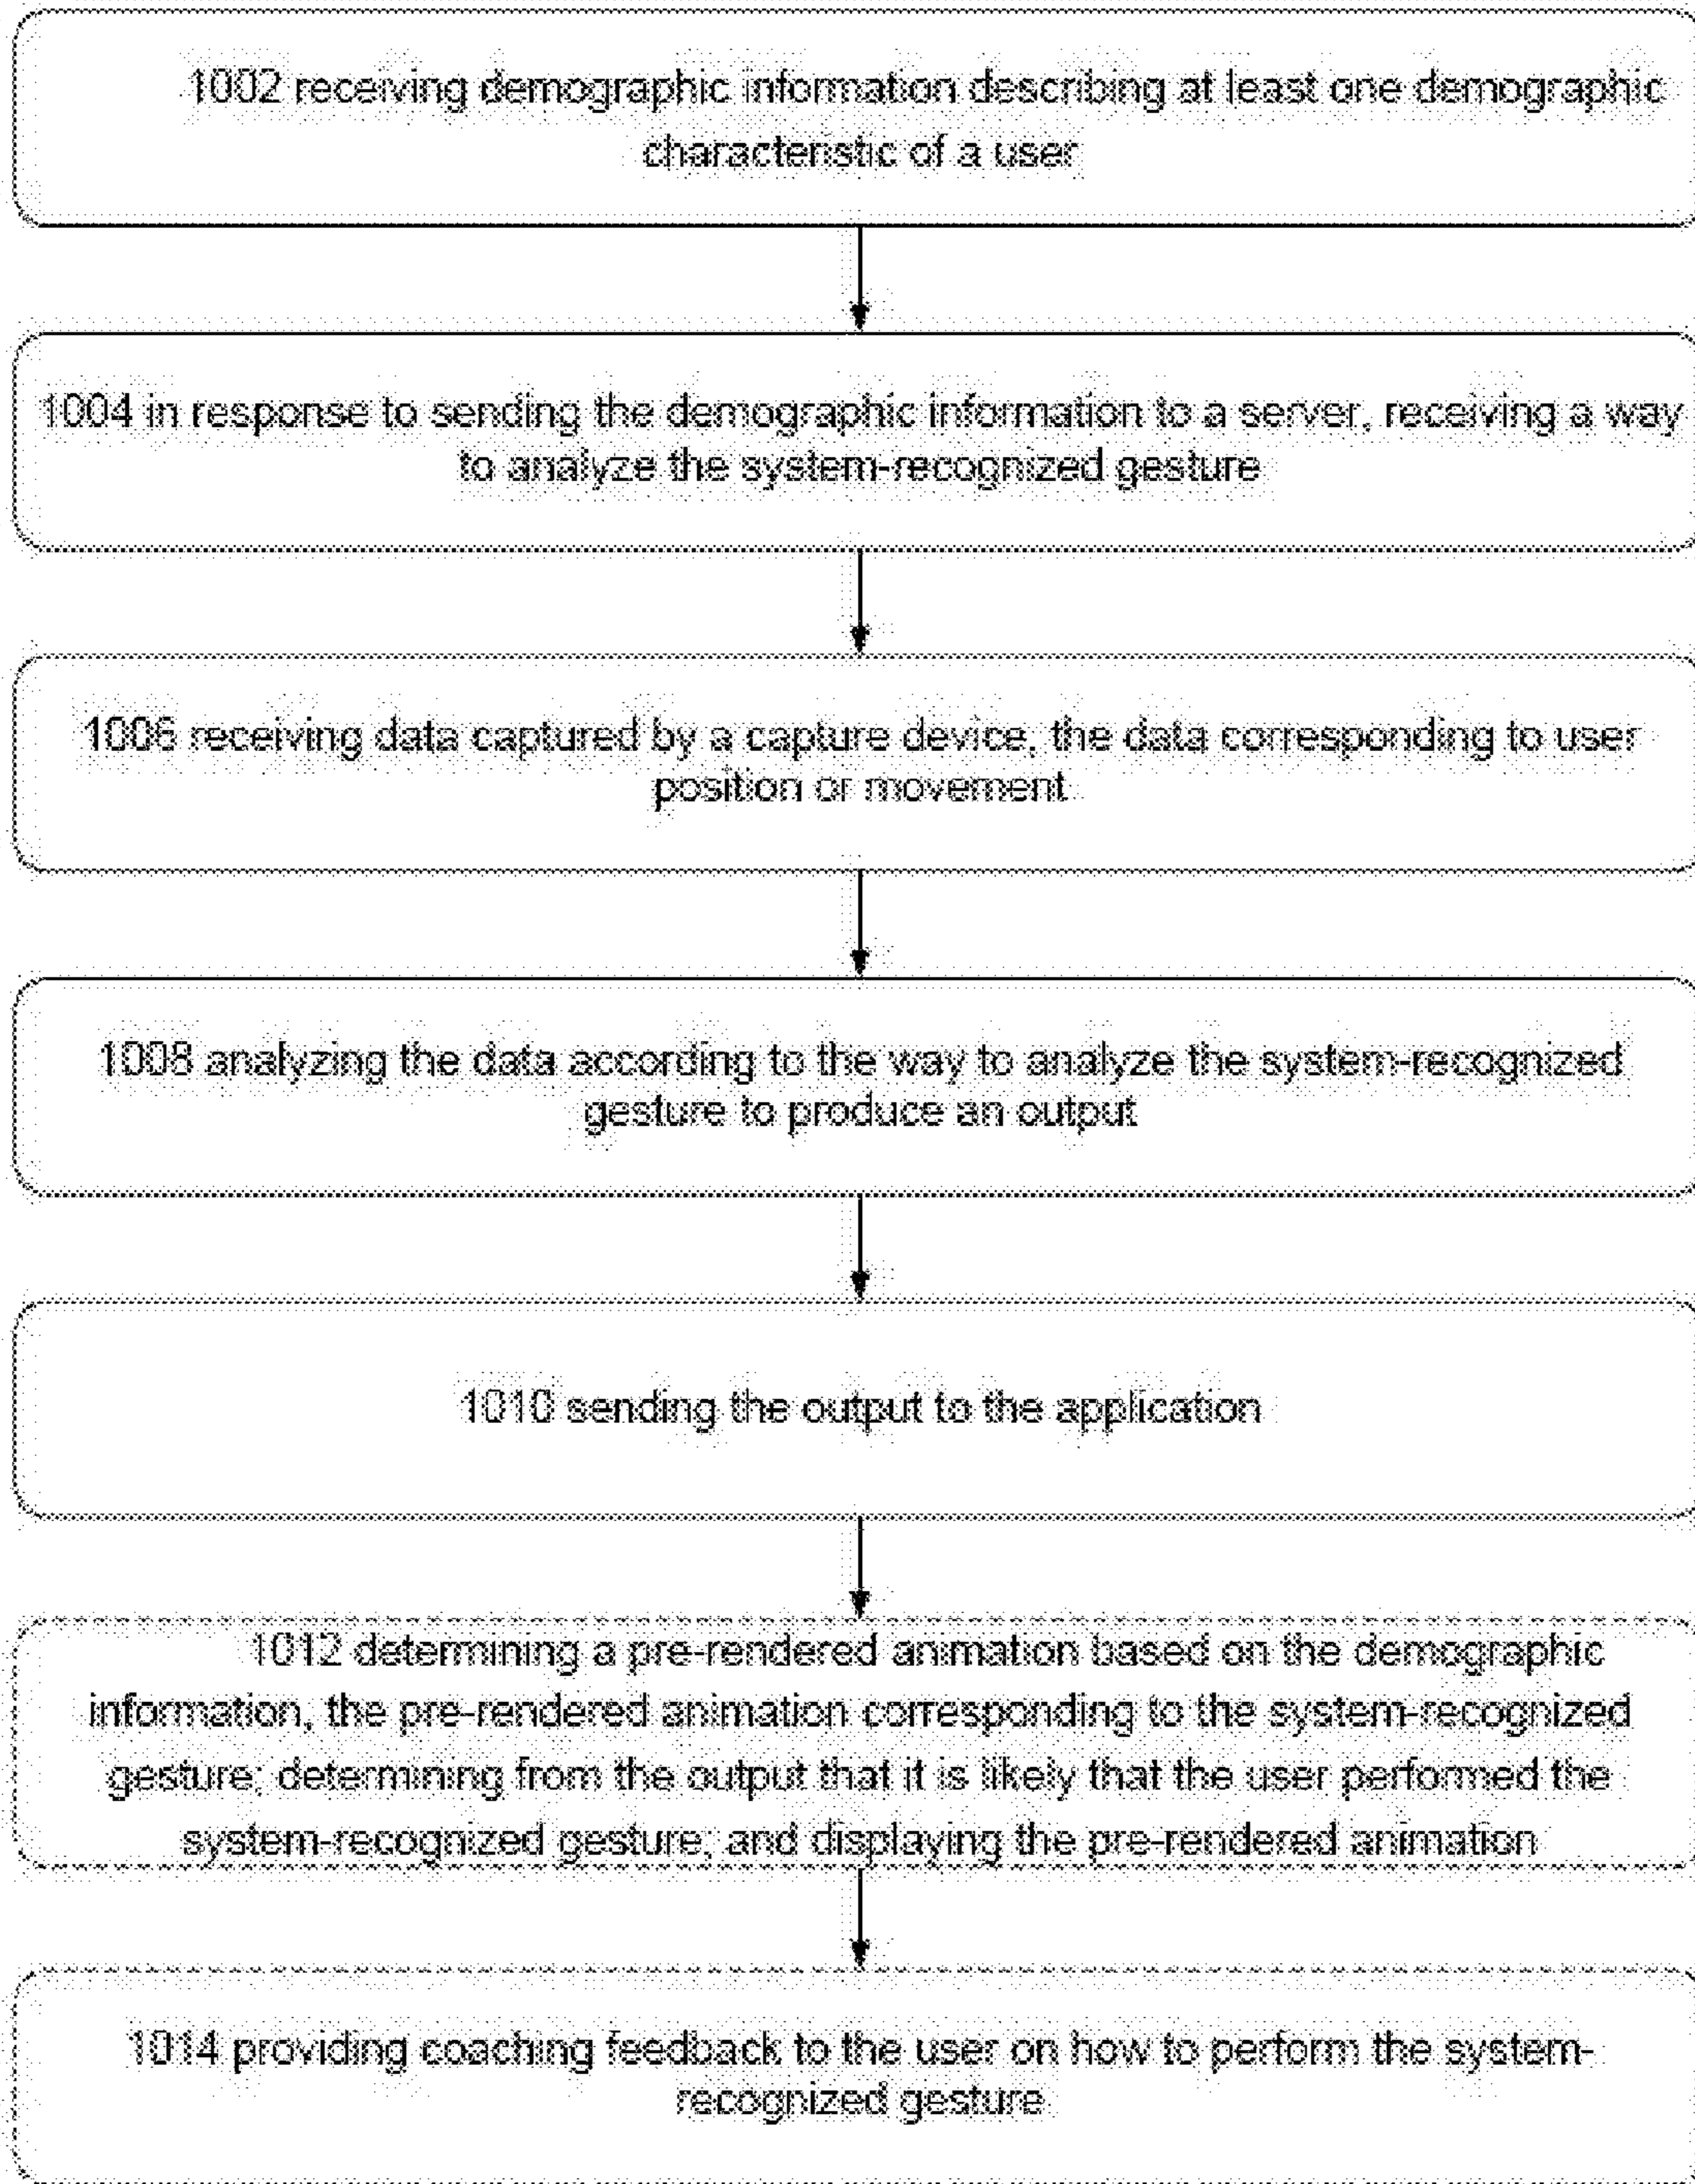 1002 receiving demographic information describing at least one demographic
characteristic of a user
1004 in response to sending the demographic information to a server, receiving a way
to analyze the system-recognized gesture
1006 receiving data captured by a capture device, the data corresponding to user
position or movement
1008 analyzing the data according to the way to analyze the system-recognized
gesture to produce an output
1010 sending the output to the application
1012 determining a pre-rendered animation based on the demographic
information, the pre-rendered animation corresponding to the system-recognized
gesture; determining from the output that it is likely that the user performed the
system-recognized gesture; and displaying the pre-rendered animation
1014 providing coaching feedback to the user on how to perform the system-
recognized gesture